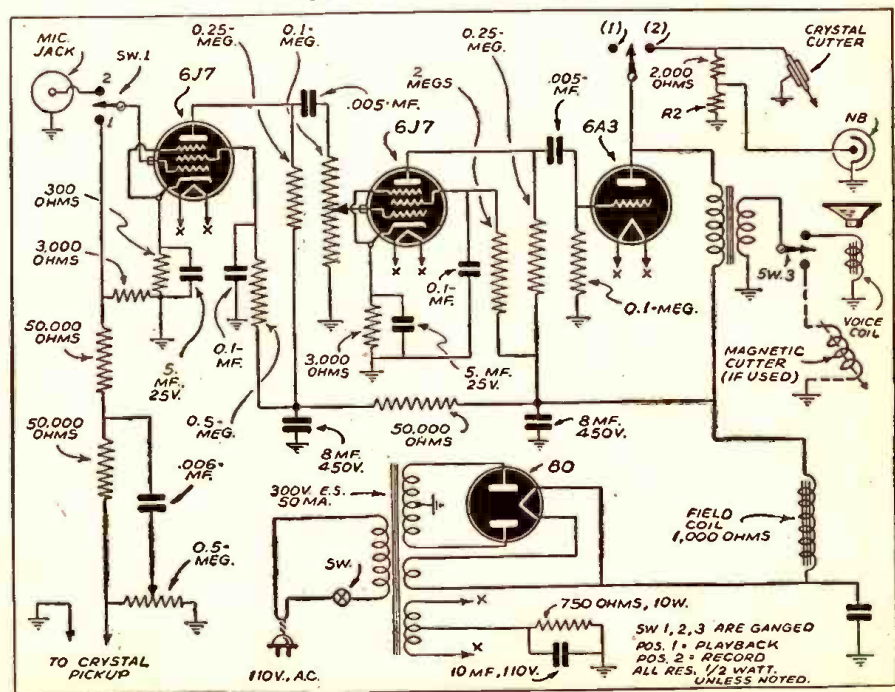 MIC. JACK
2
SW. 1
1
6J7
0.25-
MEG.
0.1-
MEG.
.005-MF.
2
MEGS
6J7
0.25-
MEG.
.005-
MF.
6A3
(1)
(2)
2,000
OHMS
R2
CRYSTAL
CUTTER
NB
300
OHMS
3,000
OHMS
50,000
OHMS
50,000
OHMS
X X
5.
MF.
25V.
0.1-
MF.
0.5-
MEG.
8 MF.
450V.
3,000
OHMS
X X
5. MF.
25V.
0.1-
MF.
50,000
OHMS
8 MF.
450V.
X X
0.1-MEG.
SW.3
VOICE
COIL
MAGNETIC
CUTTER
(IF USED)
.006-
MF.
0.5-
MEG.
TO CRYSTAL
PICKUP
300V. E.S.
50 MA.
SW.
110V., A.C.
80
X
X
750 OHMS, 10W.
10 MF., 110V.
FIELD
COIL
1,000 OHMS
SW 1, 2, 3 ARE GANGED
POS. 1 = PLAYBACK
POS. 2 = RECORD
ALL RES. 1/2 WATT.
UNLESS NOTED.